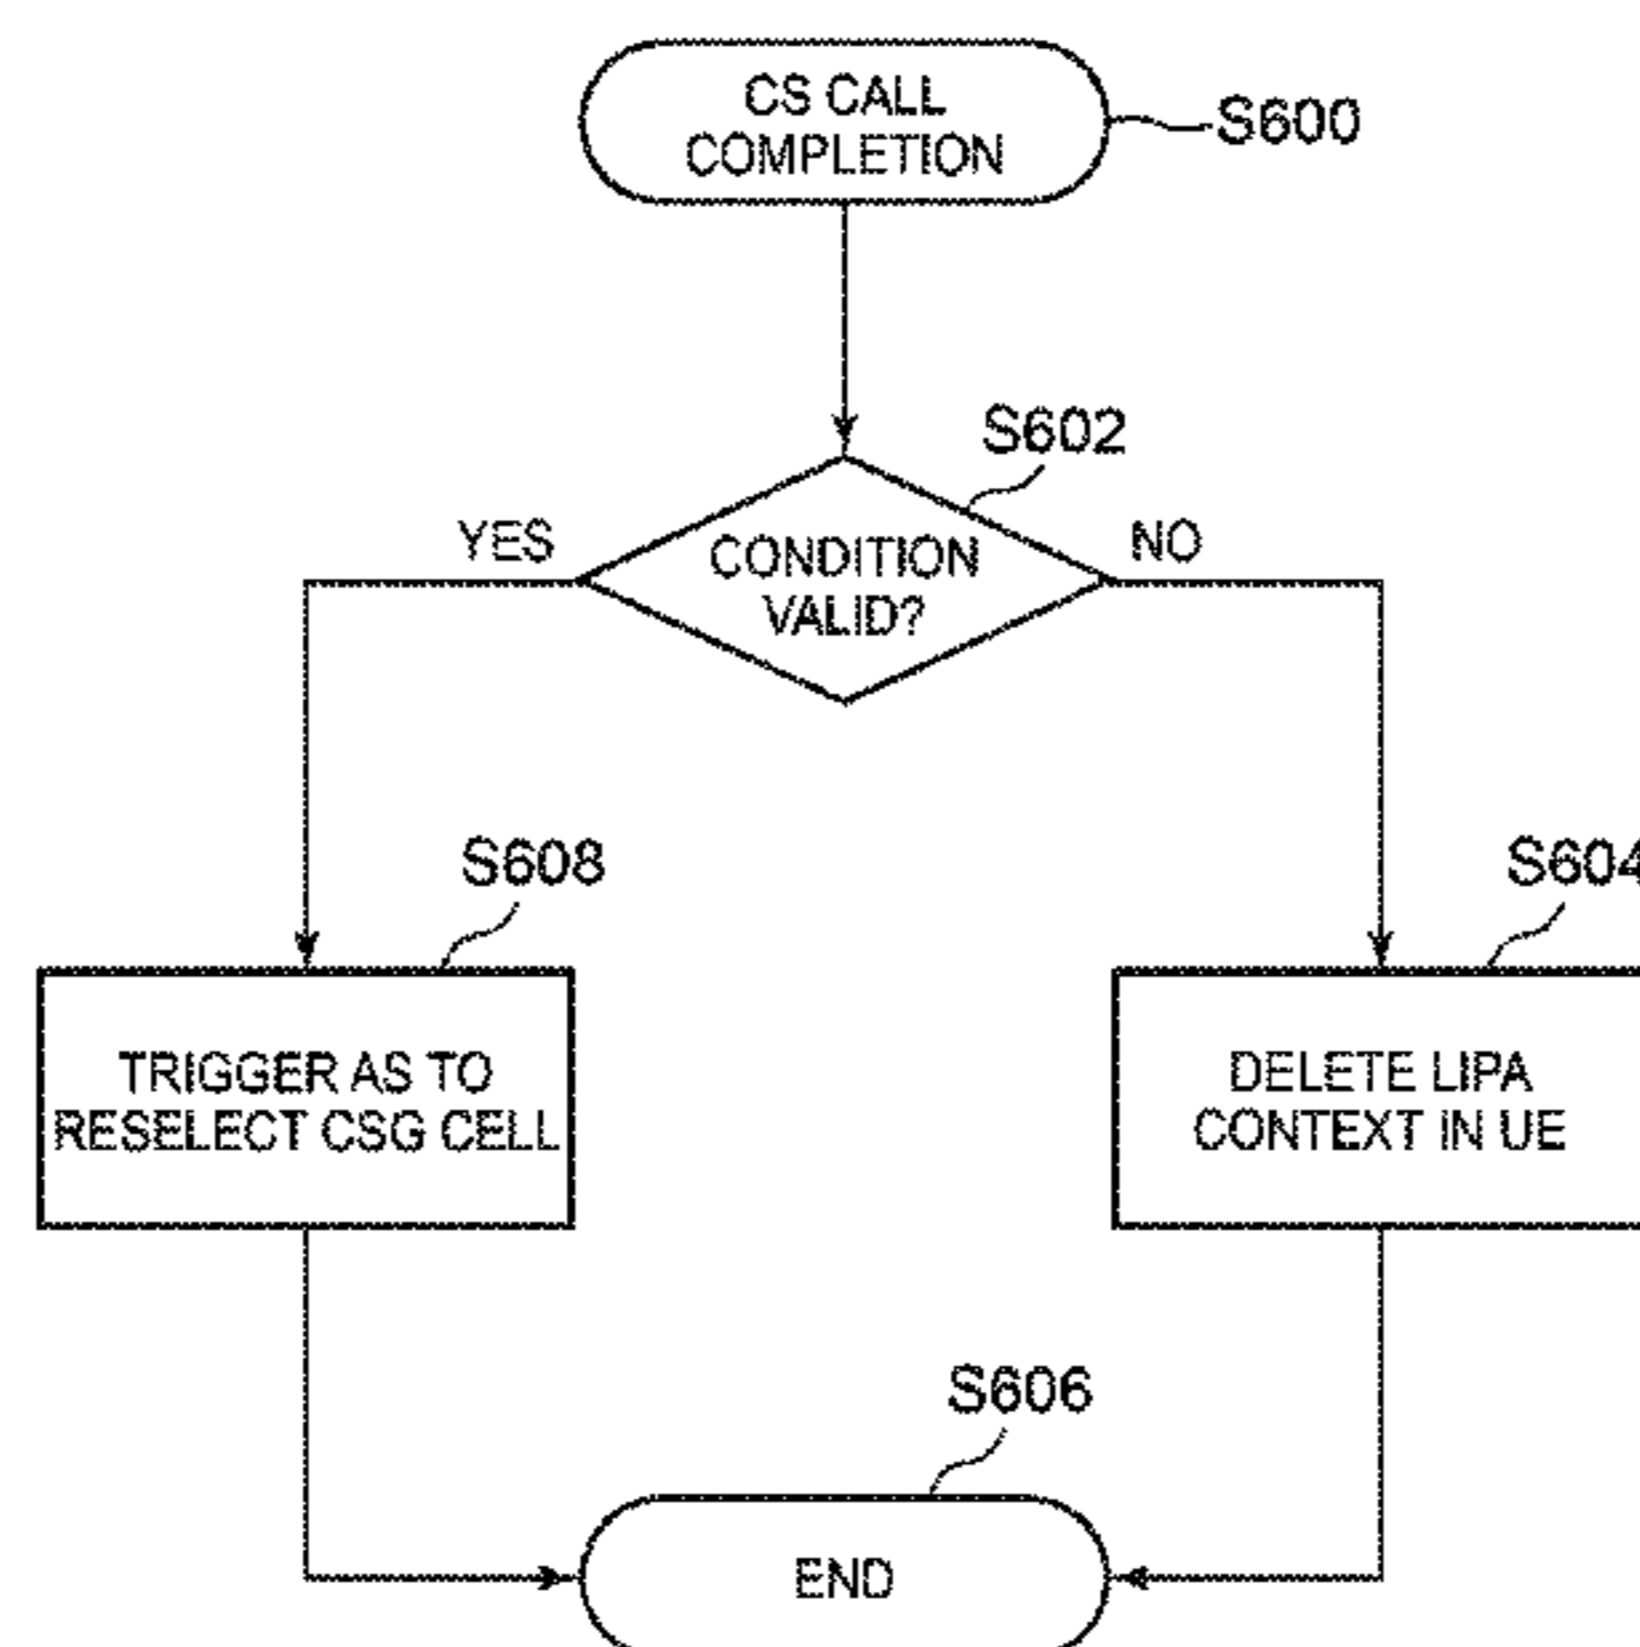 CS CALL
COMPLETION
S600
S602
YES
CONDITION
VALID?
NO
S608
S604
TRIGGER AS TO
RESELECT CSG CELL
DELETE LIPA
CONTEXT IN UE
S606
END